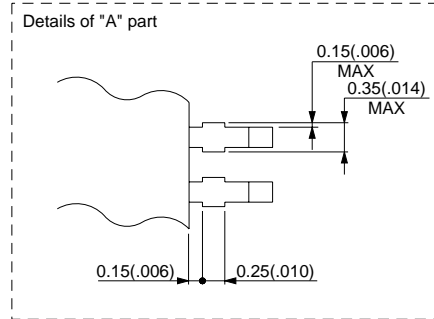 Details of "A" part
0.15(.006)
MAX
0.35(.014)
MAX
0.15(.006)
0.25(.010)